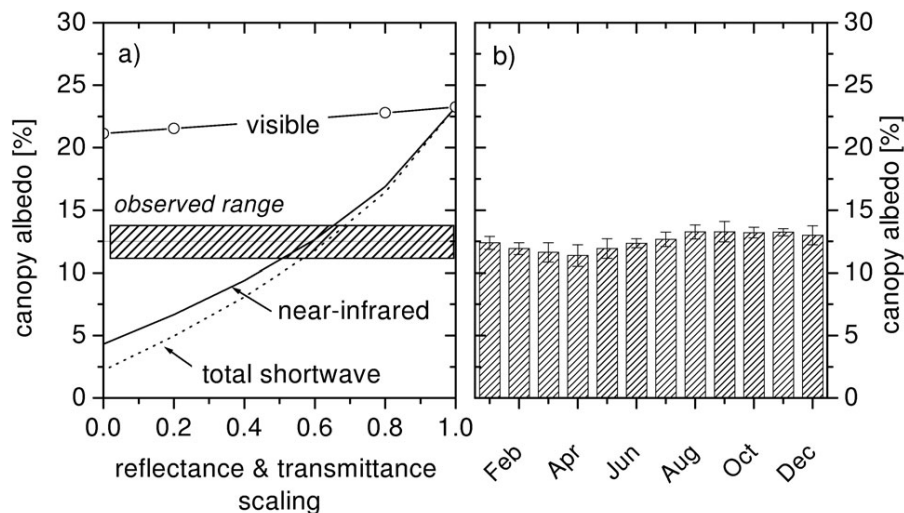 a)
canopy albedo [%]
30
25
20
15
10
5
0
visible
observed range
near-infrared
total shortwave
0.0 0.2 0.4 0.6 0.8 1.0
reflectance & transmittance
scaling
b)
30
25
20
15
10
5
0
canopy albedo [%]
Feb Apr Jun Aug Oct Dec